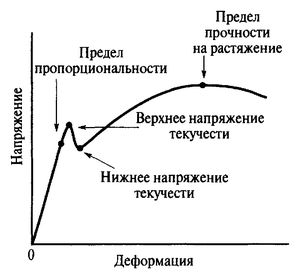 Предел
прочности
на растяжение
Предел
пропорциональности
Верхнее напряжение
текучести
Нижнее напряжение
текучести
Напряжение
0
Деформация